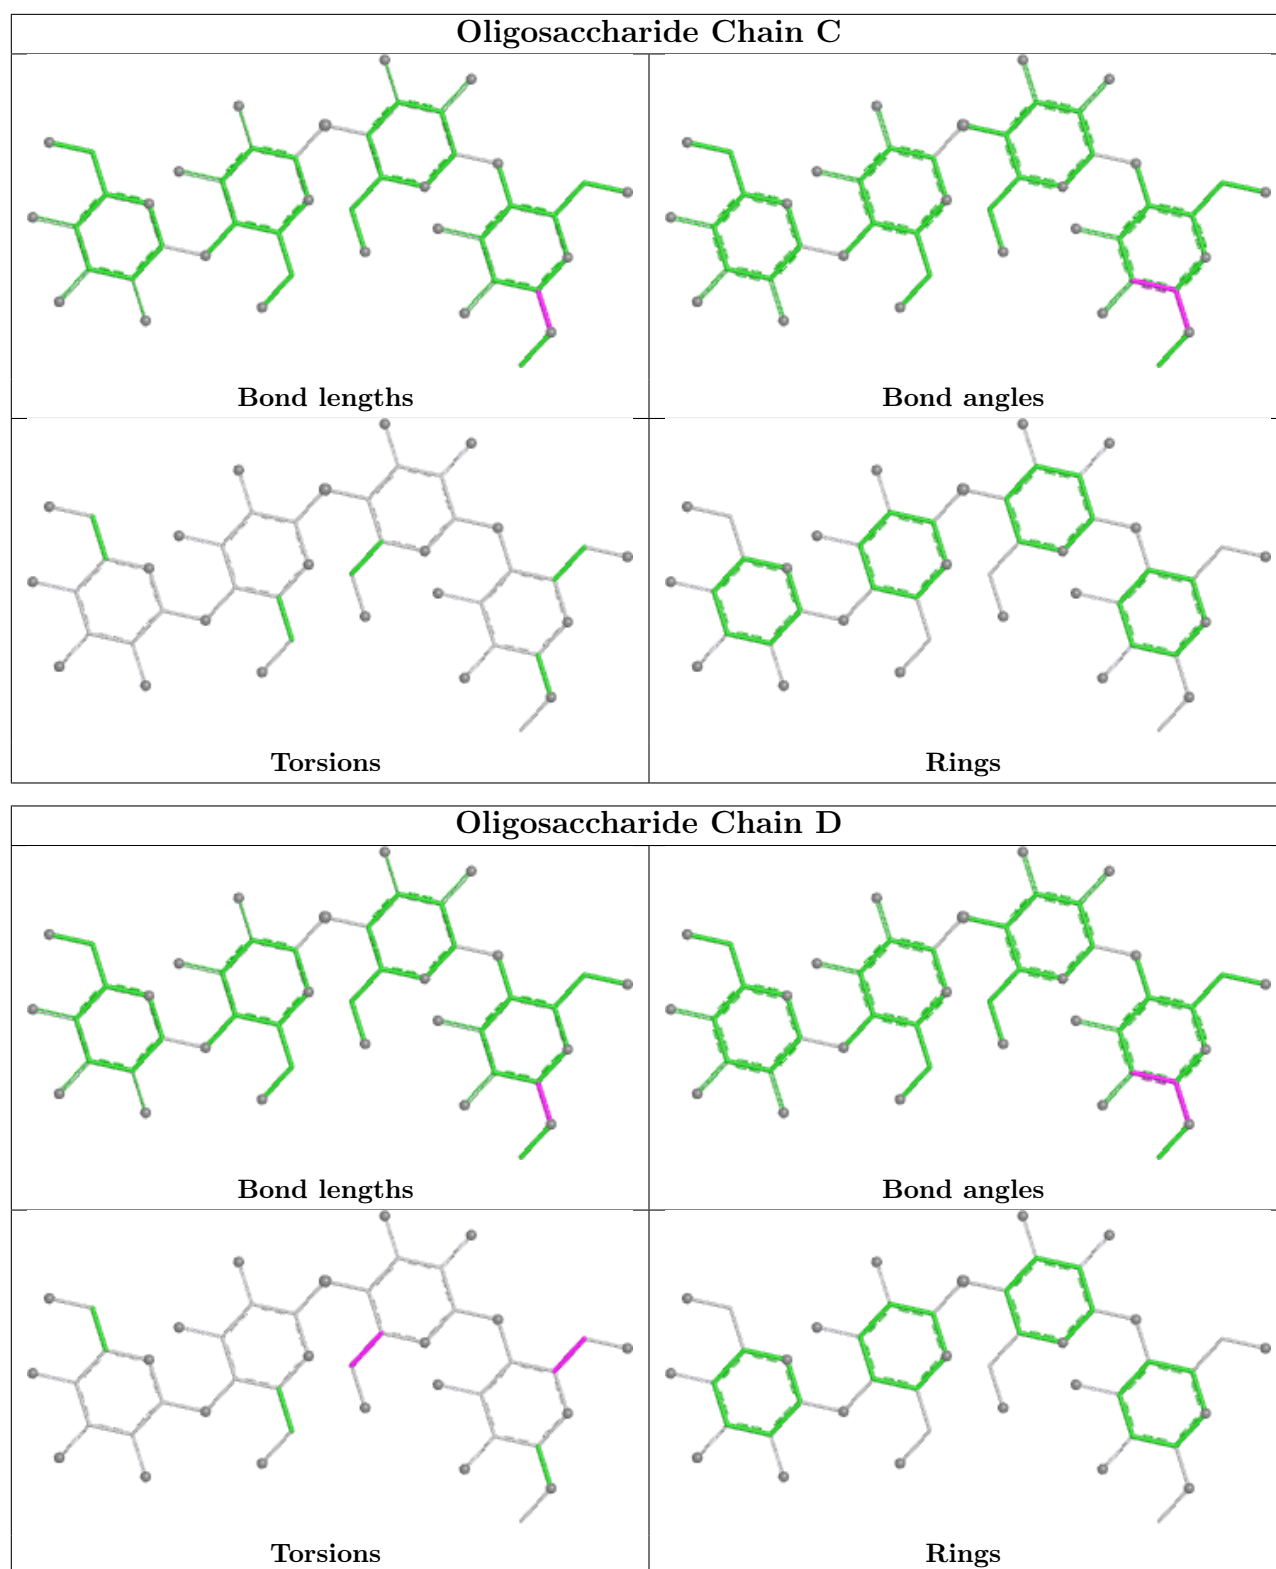 Oligosaccharide Chain C
Bond lengths
Bond angles
Torsions
Rings
Oligosaccharide Chain D
Bond lengths
Bond angles
Torsions
Rings